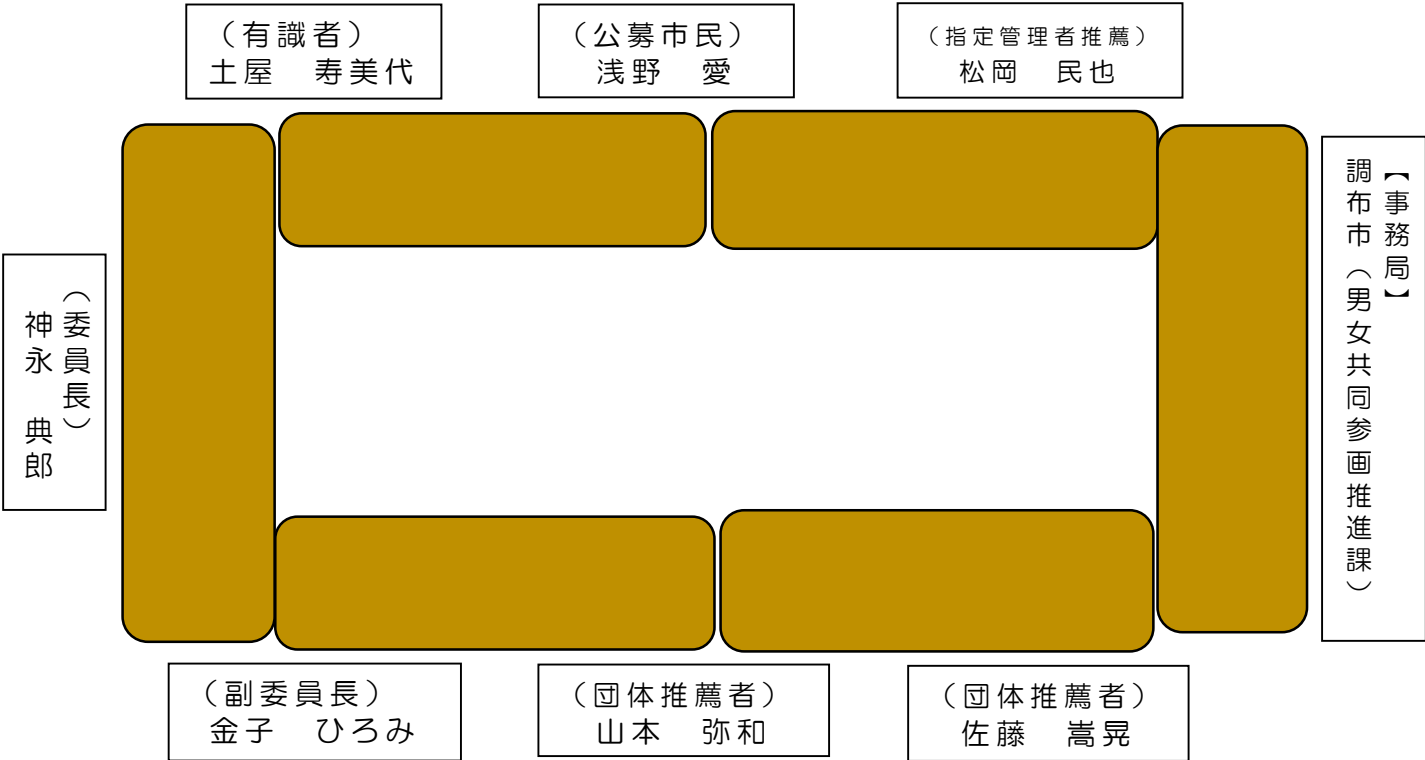 （有識者）
土屋　寿美代
（公募市民）
浅野　愛
（指定管理者推薦）
松岡　民也
【事務局】
調布市（男女共同参画推進課）
（委員長）
神永　典郎
（副委員長）
金子　ひろみ
（団体推薦者）
山本　弥和
（団体推薦者）
佐藤　嵩晃